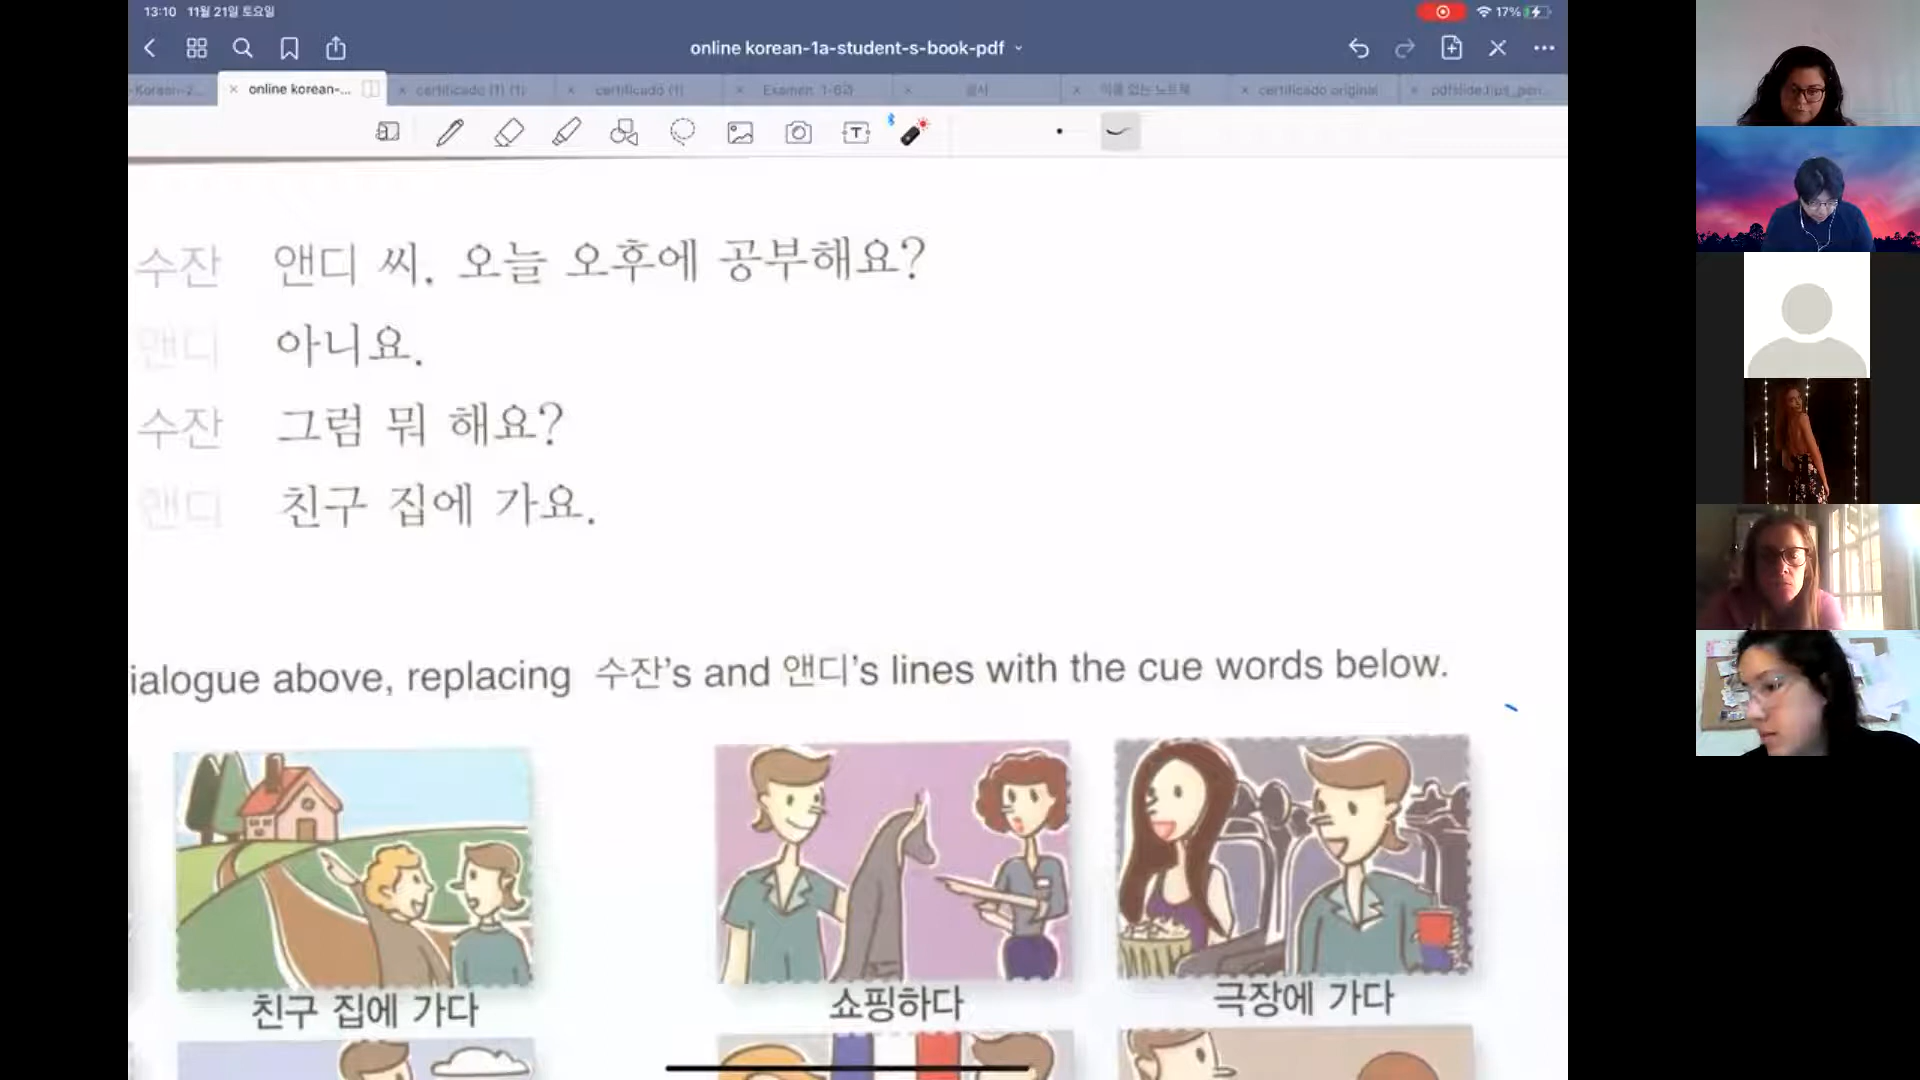 13:10 11월 21일 토요일
17%
online korean-1a-student-s-book-pdf
online korean-...
certificado (1) (1)
certificado (1)
Examen. 1-6과
certificado original
수잔 앤디 씨, 오늘 오후에 공부해요?
앤디 아니요.
수잔 그럼 뭐 해요?
앤디 친구 집에 가요.
ialogue above, replacing 수잔's and 앤디's lines with the cue words below.
친구 집에 가다
쇼핑하다
극장에 가다